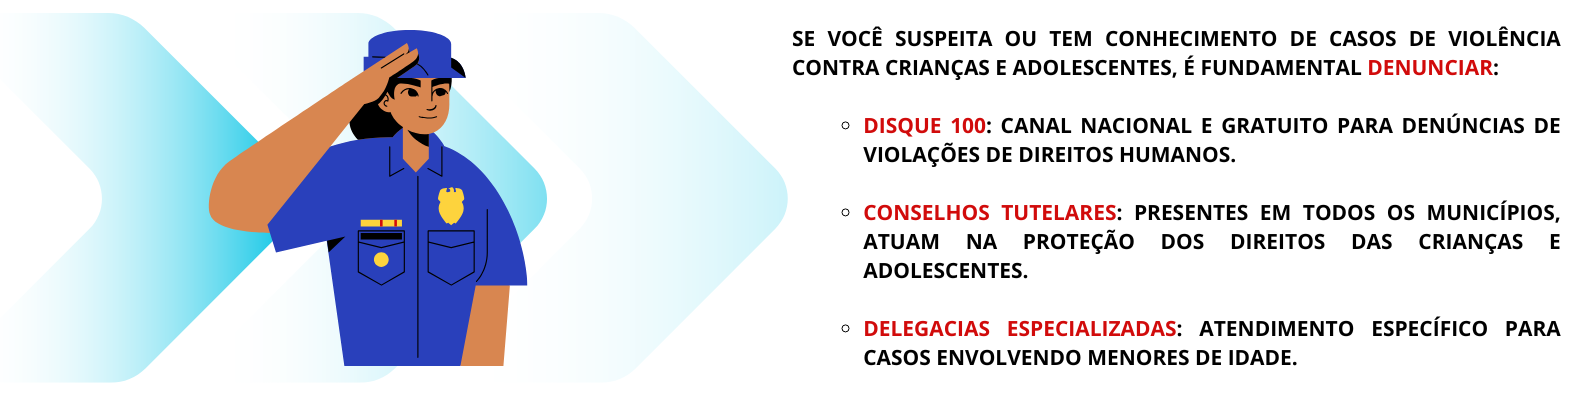 SE VOCÊ SUSPEITA OU TEM CONHECIMENTO DE CASOS DE VIOLÊNCIA
CONTRA CRIANÇAS E ADOLESCENTES, É FUNDAMENTAL DENUNCIAR:
DISQUE 100: CANAL NACIONAL E GRATUITO PARA DENÚNCIAS DE
VIOLAÇÕES DE DIREITOS HUMANOS.
CONSELHOS TUTELARES: PRESENTES EM TODOS OS MUNICÍPIOS,
ATUAM NA PROTEÇÃO DOS DIREITOS DAS CRIANÇAS E
ADOLESCENTES.
DELEGACIAS ESPECIALIZADAS: ATENDIMENTO ESPECÍFICO PARA
CASOS ENVOLVENDO MENORES DE IDADE.